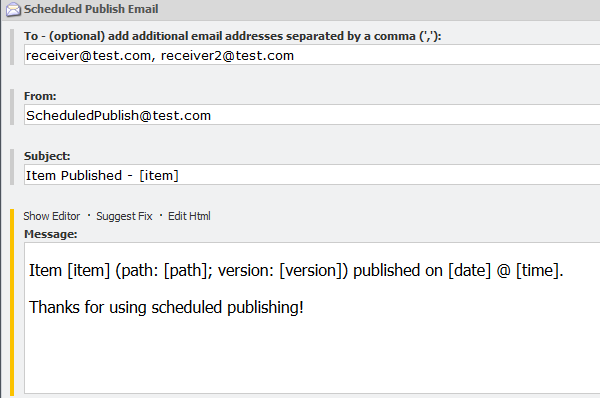 Scheduled Publish Email
To - (optional) add additional email addresses separated by a comma (','):
receiver@test.com, receiver2@test.com
From:
ScheduledPublish@test.com
Subject:
Item Published - [item]
Show Editor · Suggest Fix · Edit Html
Message:
Item [item] (path: [path]; version: [version]) published on [date] @ [time].
Thanks for using scheduled publishing!